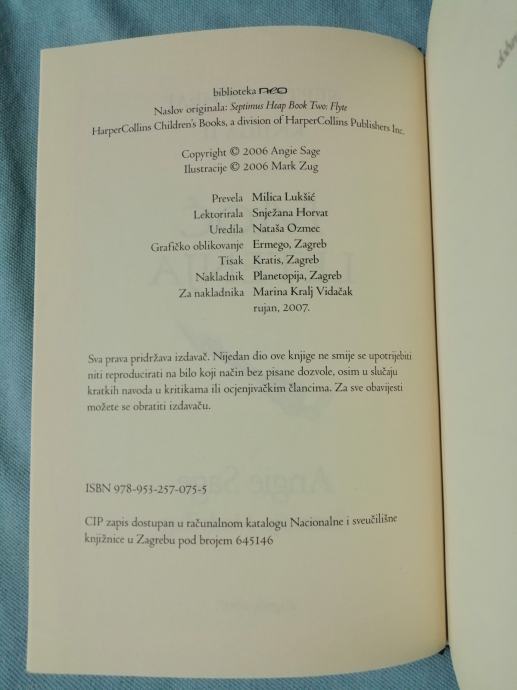 biblioteka neo
Naslov originala: Septimus Heap Book Two: Flyte
HarperCollins Children's Books, a division of HarperCollins Publishers Inc.
Copyright © 2006 Angie Sage
Ilustracije © 2006 Mark Zug
Prevela Milica Lukšić
Lektorirala Snježana Horvat
Uredila Nataša Ozmec
Grafičko oblikovanje Ermego, Zagreb
Tisak Kratis, Zagreb
Nakladnik Planetopija, Zagreb
Za nakladnika Marina Kralj Vidačak
rujan, 2007.
Sva prava pridržava izdavač. Nijedan dio ove knjige ne smije se upotrijebiti
niti reproducirati na bilo koji način bez pisane dozvole, osim u slučaju
kratkih navoda u kritikama ili ocjenjivačkim člancima. Za sve obavijesti
možete se obratiti izdavaču.
ISBN 978-953-257-075-5
CIP zapis dostupan u računalnom katalogu Nacionalne i sveučilišne
knjižnice u Zagrebu pod brojem 645146